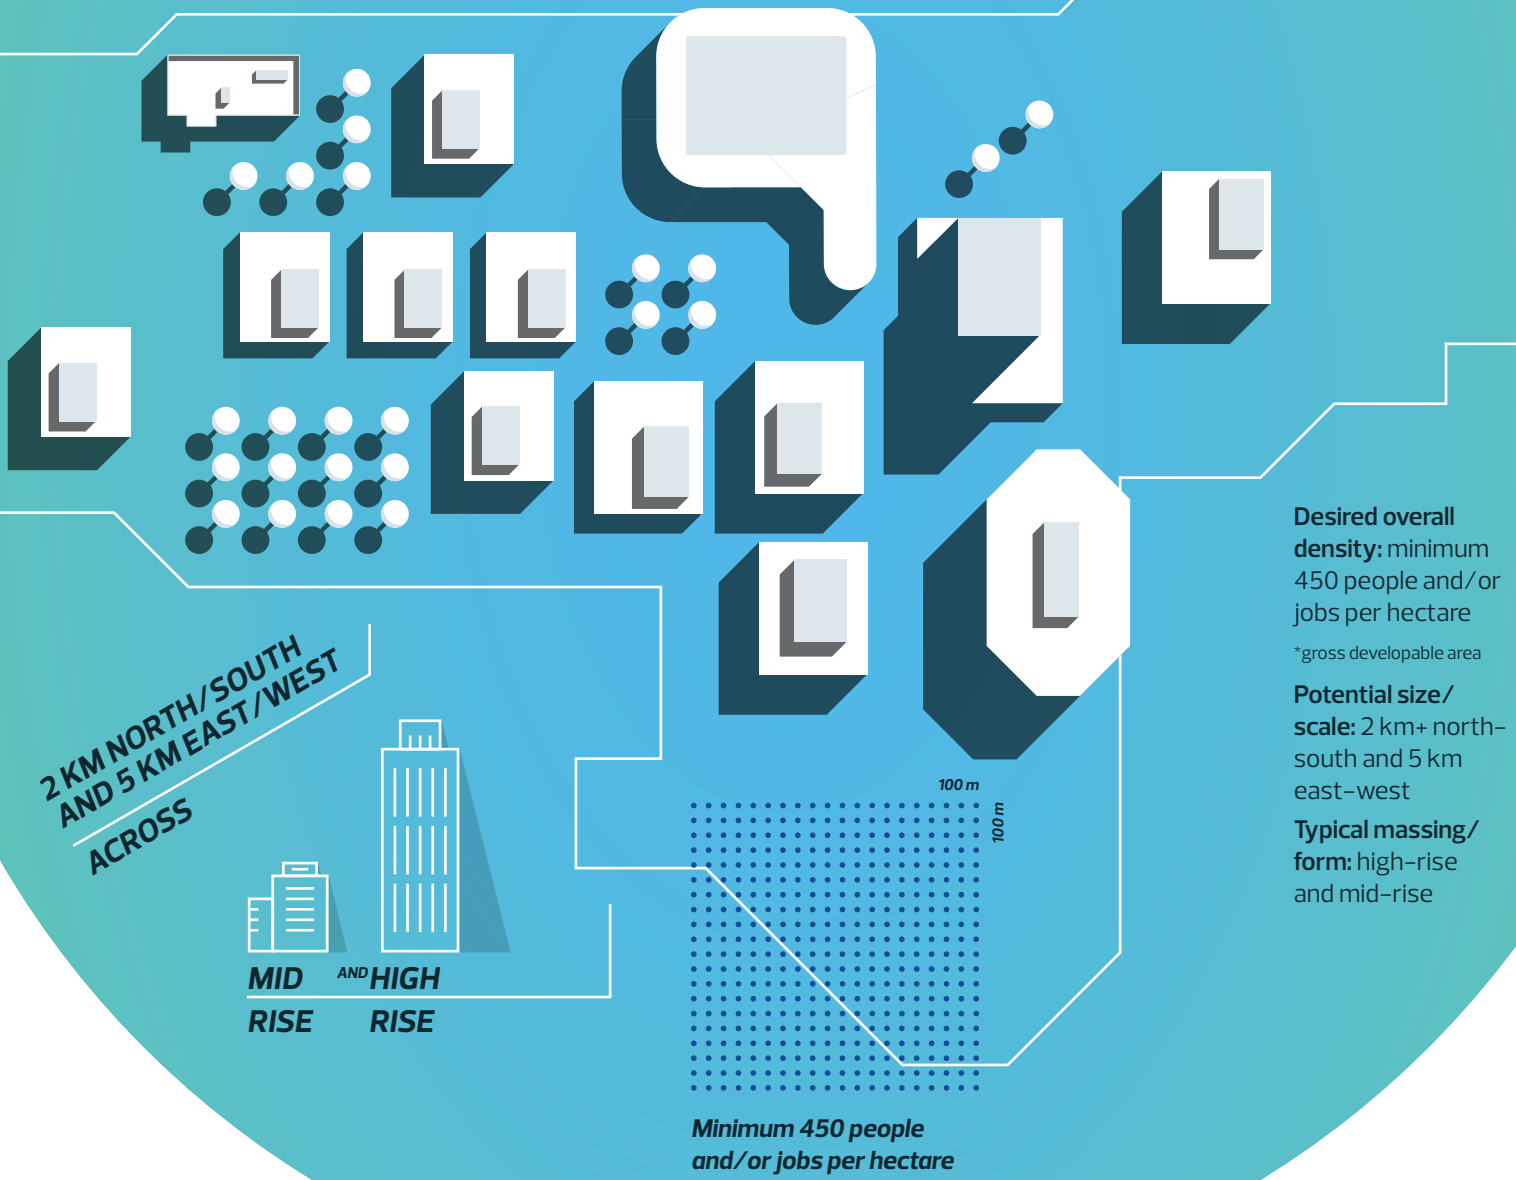 Desired overall
density: minimum
450 people and/or
jobs per hectare
*gross developable area
Potential size/
scale: 2 km+ north-
south and 5 km
east-west
Typical massing/
form: high-rise
and mid-rise
2 KM NORTH/SOUTH
AND 5 KM EAST/WEST
ACROSS
MID AND HIGH
RISE RISE
100 m
100 m
Minimum 450 people
and/or jobs per hectare